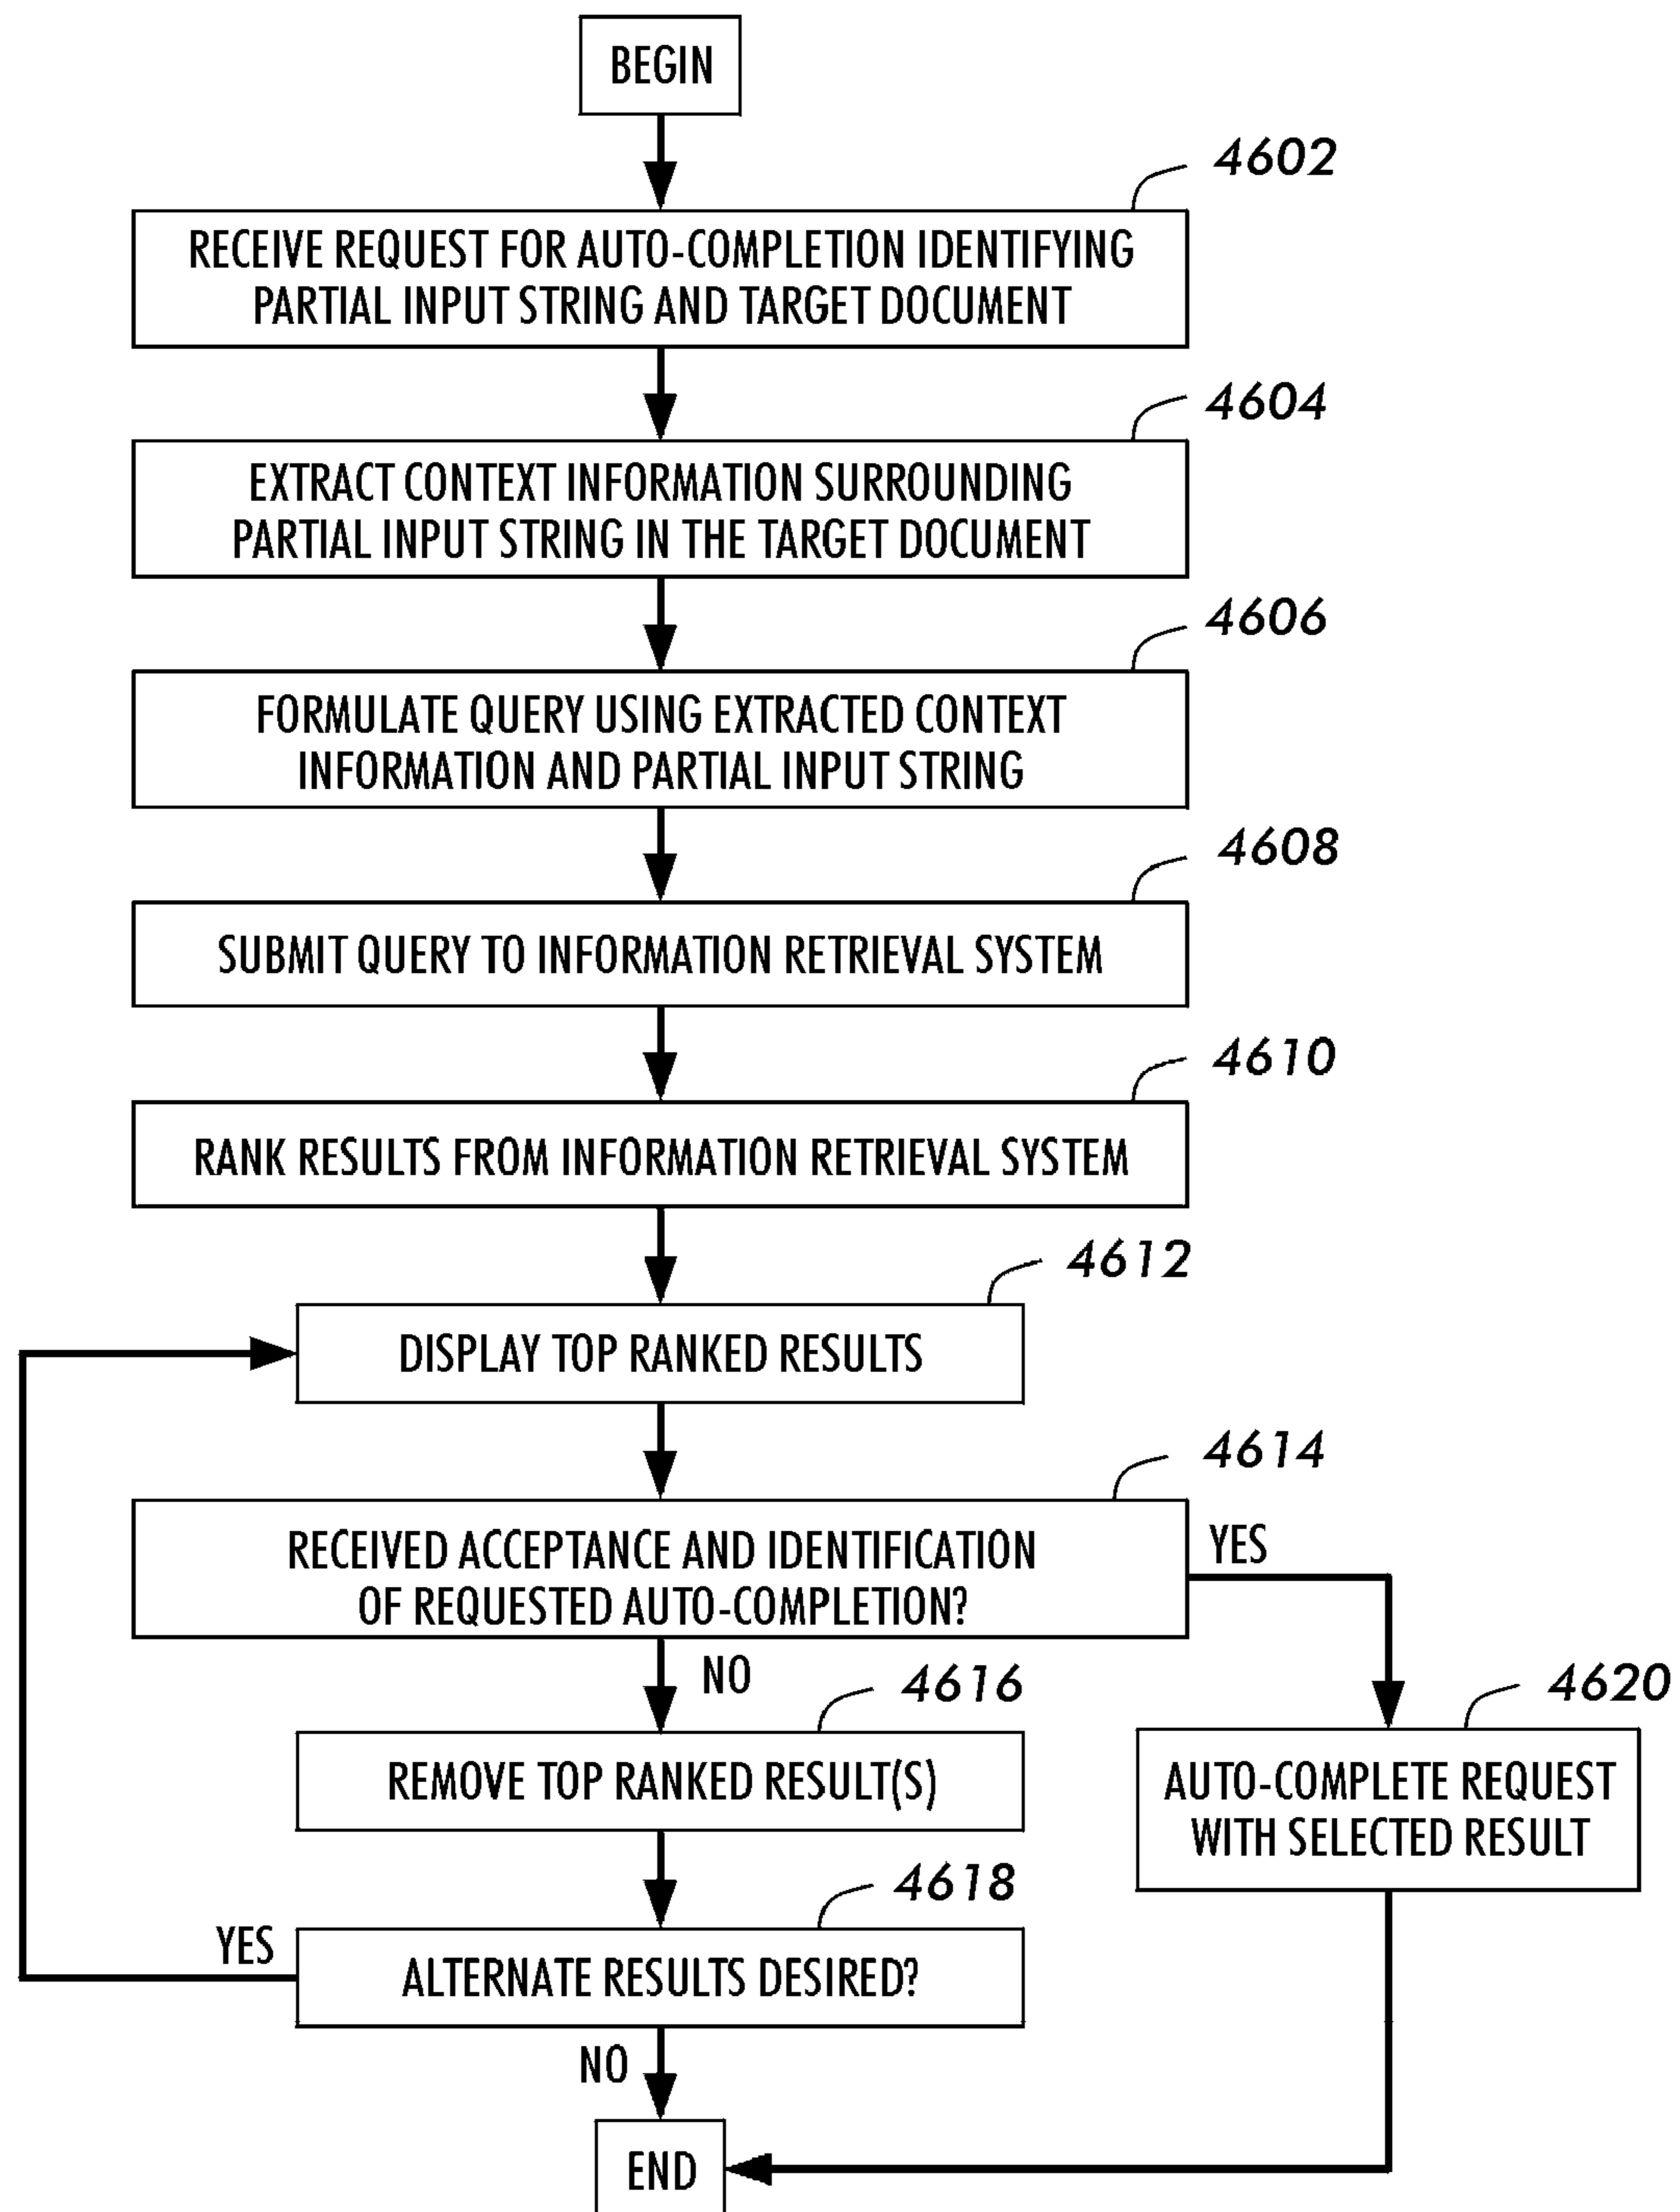 BEGIN
4602
RECEIVE REQUEST FOR AUTO-COMPLETION IDENTIFYING
PARTIAL INPUT STRING AND TARGET DOCUMENT
4604
EXTRACT CONTEXT INFORMATION SURROUNDING
PARTIAL INPUT STRING IN THE TARGET DOCUMENT
4606
FORMULATE QUERY USING EXTRACTED CONTEXT
INFORMATION AND PARTIAL INPUT STRING
4608
SUBMIT QUERY TO INFORMATION RETRIEVAL SYSTEM
4610
RANK RESULTS FROM INFORMATION RETRIEVAL SYSTEM
4612
DISPLAY TOP RANKED RESULTS
4614
RECEIVED ACCEPTANCE AND IDENTIFICATION
OF REQUESTED AUTO-COMPLETION?
YES
NO
4616
REMOVE TOP RANKED RESULT(S)
4620
AUTO-COMPLETE REQUEST
WITH SELECTED RESULT
4618
ALTERNATE RESULTS DESIRED?
YES
NO
END